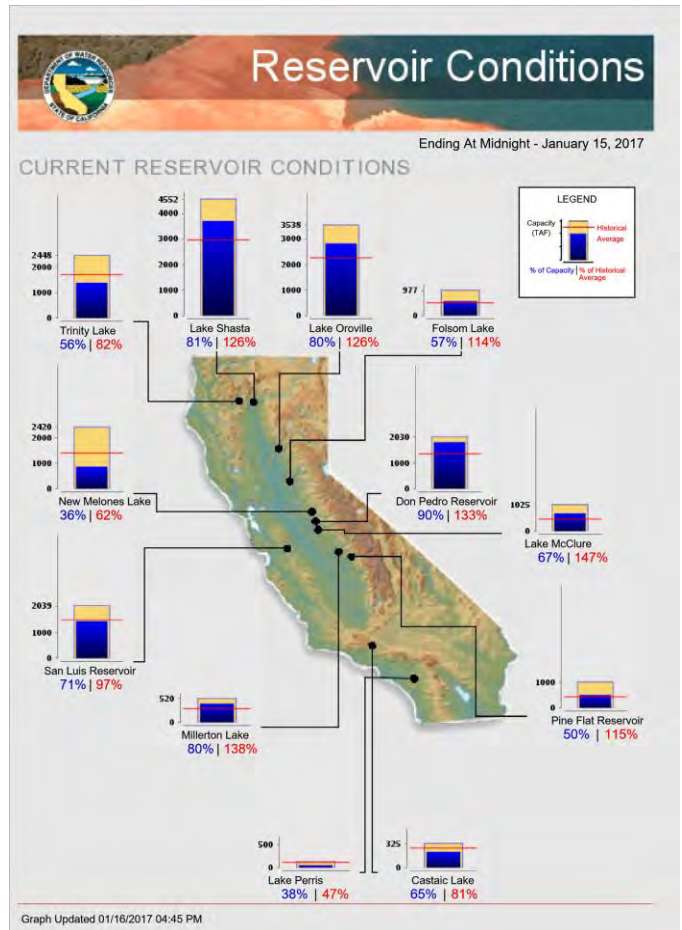 Reservoir Conditions
DEPARTMENT OF WATER RESOURCES
STATE OF CALIFORNIA
Ending At Midnight - January 15, 2017
CURRENT RESERVOIR CONDITIONS
LEGEND
Capacity
(TAF)
Historical
Average
% of Capacity | % of Historical
Average
2448
2000
1000
0
Trinity Lake
56% | 82%
4552
4000
3000
2000
1000
0
Lake Shasta
81% | 126%
3538
3000
2000
1000
0
Lake Oroville
80% | 126%
977
0
Folsom Lake
57% | 114%
2420
2000
1000
0
New Melones Lake
36% | 62%
2030
1000
0
Don Pedro Reservoir
90% | 133%
1025
0
Lake McClure
67% | 147%
2039
1000
0
San Luis Reservoir
71% | 97%
520
0
Millerton Lake
80% | 138%
1000
0
Pine Flat Reservoir
50% | 115%
500
0
Lake Perris
38% | 47%
325
0
Castaic Lake
65% | 81%
Graph Updated 01/16/2017 04:45 PM